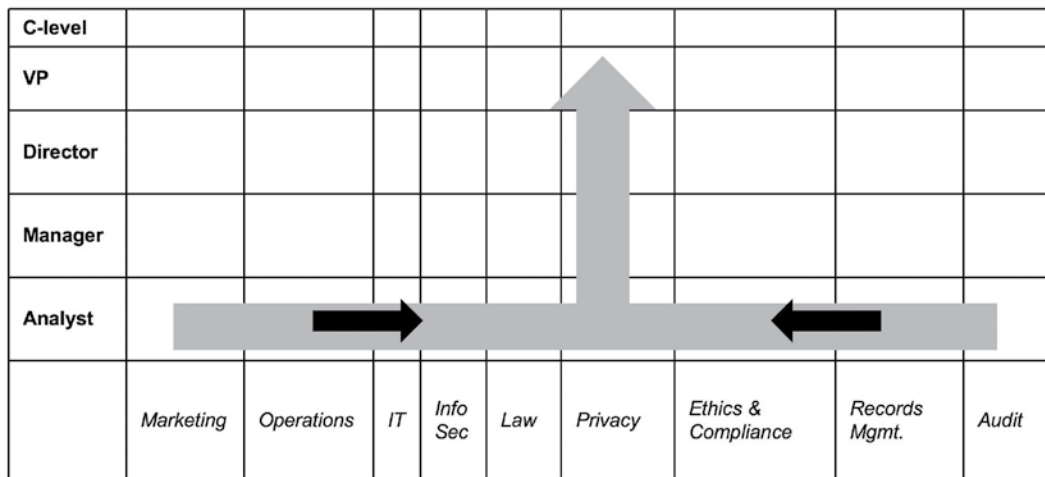 C-level
VP
Director
Manager
Analyst
Marketing
Operations
IT
Info
Sec
Law
Privacy
Ethics &
Compliance
Records
Mgmt.
Audit